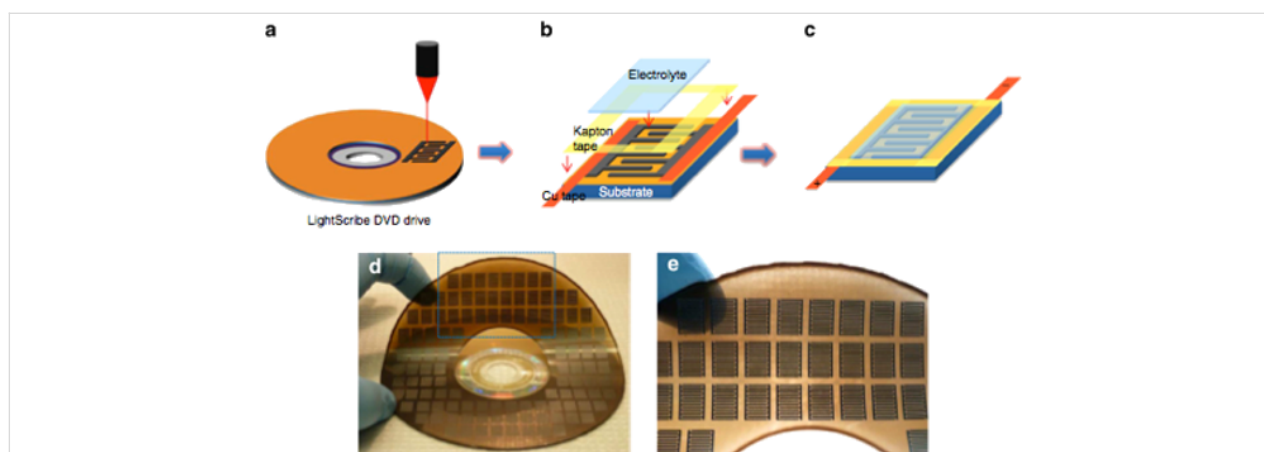 a
b
c
Electrolyte
Kapton
tape
Cu tape
Substrate
LightScribe DVD drive
d
e